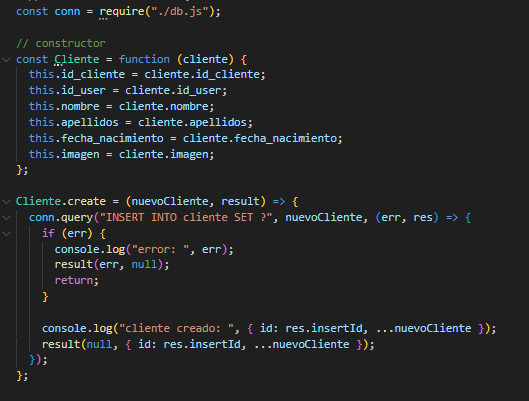 const conn = require("./db.js");
// constructor
const Cliente = function (cliente) {
this.id_cliente = cliente.id_cliente;
this.id_user = cliente.id_user;
this.nombre = cliente.nombre;
this.apellidos = cliente.apellidos;
this.fecha_nacimiento = cliente.fecha_nacimiento;
this.imagen = cliente.imagen;
};
Cliente.create = (nuevoCliente, result) => {
conn.query("INSERT INTO cliente SET ?", nuevoCliente, (err, res) => {
if (err) {
console.log("error: ", err);
result(err, null);
return;
}
console.log("cliente creado: ", { id: res.insertId, ...nuevoCliente });
result(null, { id: res.insertId, ...nuevoCliente });
});
};